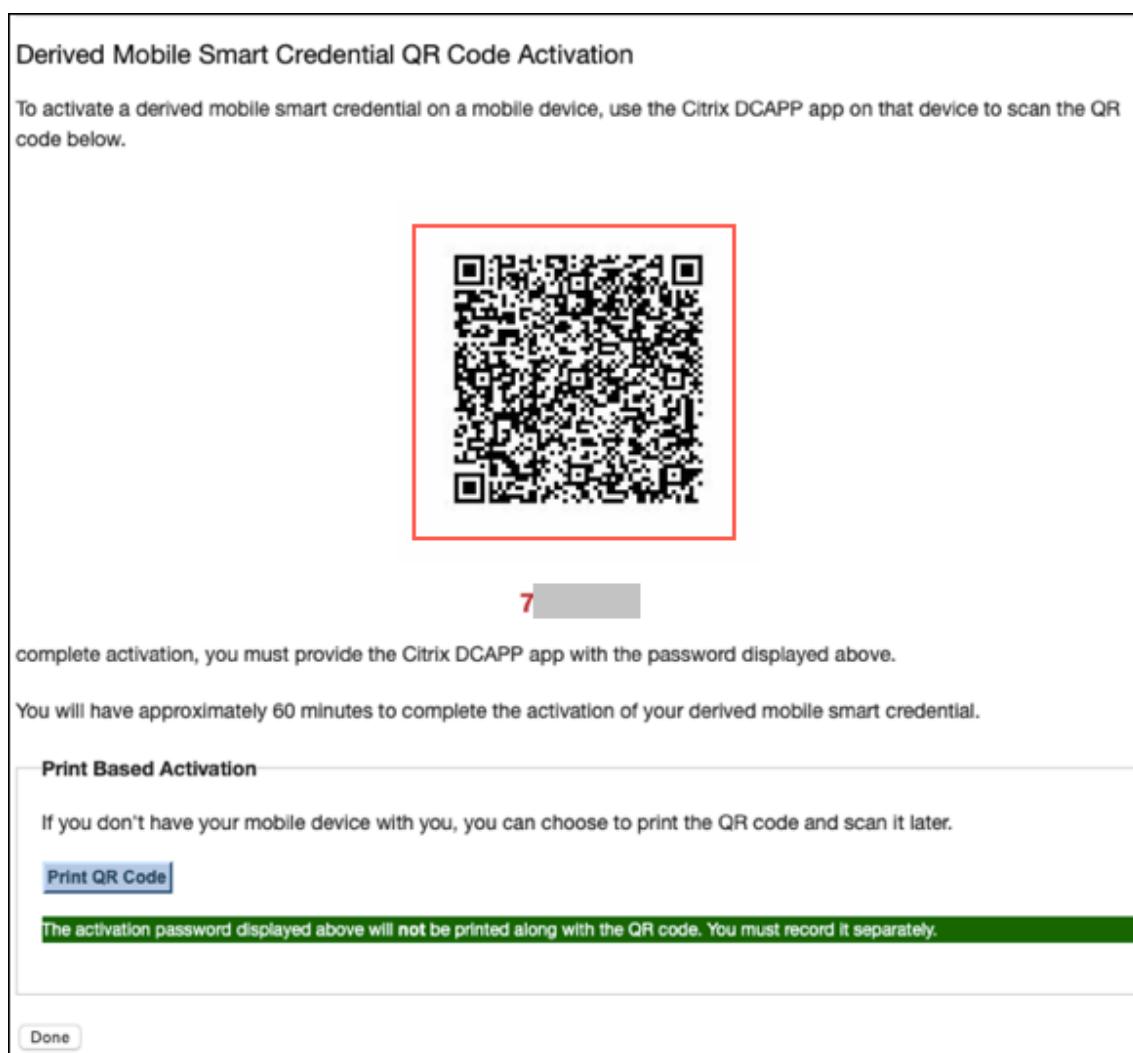 Derived Mobile Smart Credential QR Code Activation
To activate a derived mobile smart credential on a mobile device, use the Citrix DCAPP app on that device to scan the QR
code below.
7
complete activation, you must provide the Citrix DCAPP app with the password displayed above.
You will have approximately 60 minutes to complete the activation of your derived mobile smart credential.
Print Based Activation
If you don't have your mobile device with you, you can choose to print the QR code and scan it later.
Print QR Code
The activation password displayed above will not be printed along with the QR code. You must record it separately.
Done